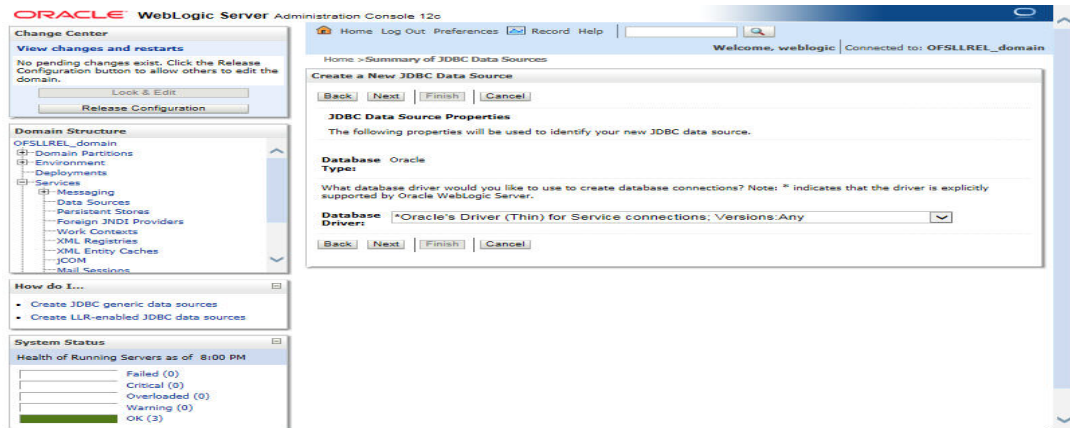 ORACLE WebLogic Server Administration Console 12c
Change Center
View changes and restarts
No pending changes exist. Click the Release
Configuration button to allow others to edit the
domain.
Lock & Edit
Release Configuration
Domain Structure
OFSLLREL_domain
Domain Partitions
Environment
Deployments
Services
Messaging
Data Sources
Persistent Stores
Foreign JNDI Providers
Work Contexts
XML Registries
XML Entity Caches
jCOM
Mail Sessions
How do I...
Create JDBC generic data sources
Create LLR-enabled JDBC data sources
System Status
Health of Running Servers as of 8:00 PM
Failed (0)
Critical (0)
Overloaded (0)
Warning (0)
OK (3)
Home Log Out Preferences Record Help
Welcome, weblogic Connected to: OFSLLREL_domain
Home >Summary of JDBC Data Sources
Create a New JDBC Data Source
Back Next Finish Cancel
JDBC Data Source Properties
The following properties will be used to identify your new JDBC data source.
Database Oracle
Type:
What database driver would you like to use to create database connections? Note: * indicates that the driver is explicitly
supported by Oracle WebLogic Server.
Database *Oracle's Driver (Thin) for Service connections; Versions:Any
Driver:
Back Next Finish Cancel